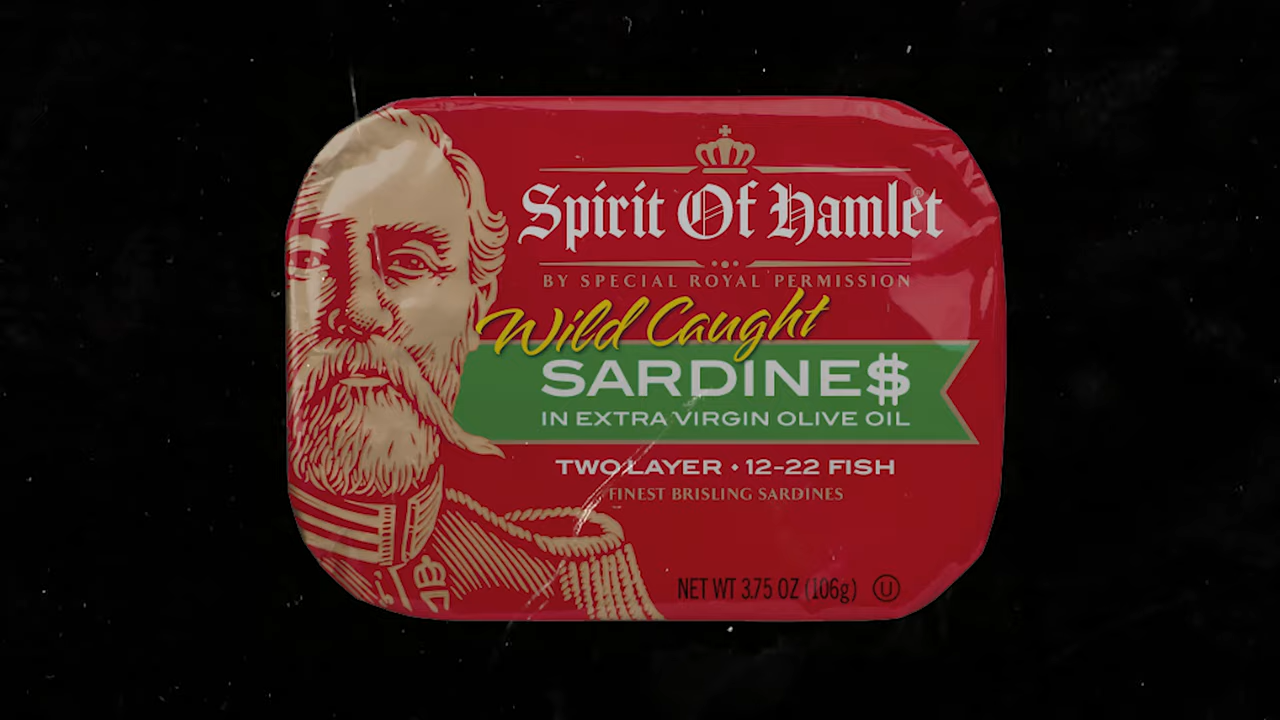 Spirit Of Hamlet®
BY SPECIAL ROYAL PERMISSION
Wild Caught
SARDINE$
IN EXTRA VIRGIN OLIVE OIL
TWO LAYER • 12-22 FISH
FINEST BRISLING SARDINES
NET WT 3.75 OZ (106g) Ⓤ